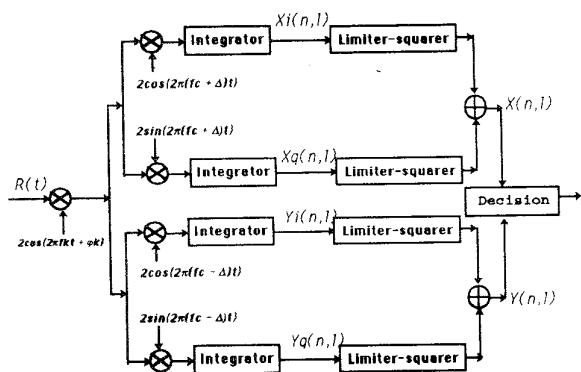 Xi(n,1)
Integrator
Limiter-squarer
2cos(2π(fc + Δ)t)
X(n,1)
2sin(2π(fc + Δ)t)
Xq(n,1)
Integrator
Limiter-squarer
R(t)
Decision
2cos(2πfkt + φk)
Yi(n,1)
Integrator
Limiter-squarer
2cos(2π(fc - Δ)t)
Y(n,1)
2sin(2π(fc - Δ)t)
Yq(n,1)
Integrator
Limiter-squarer